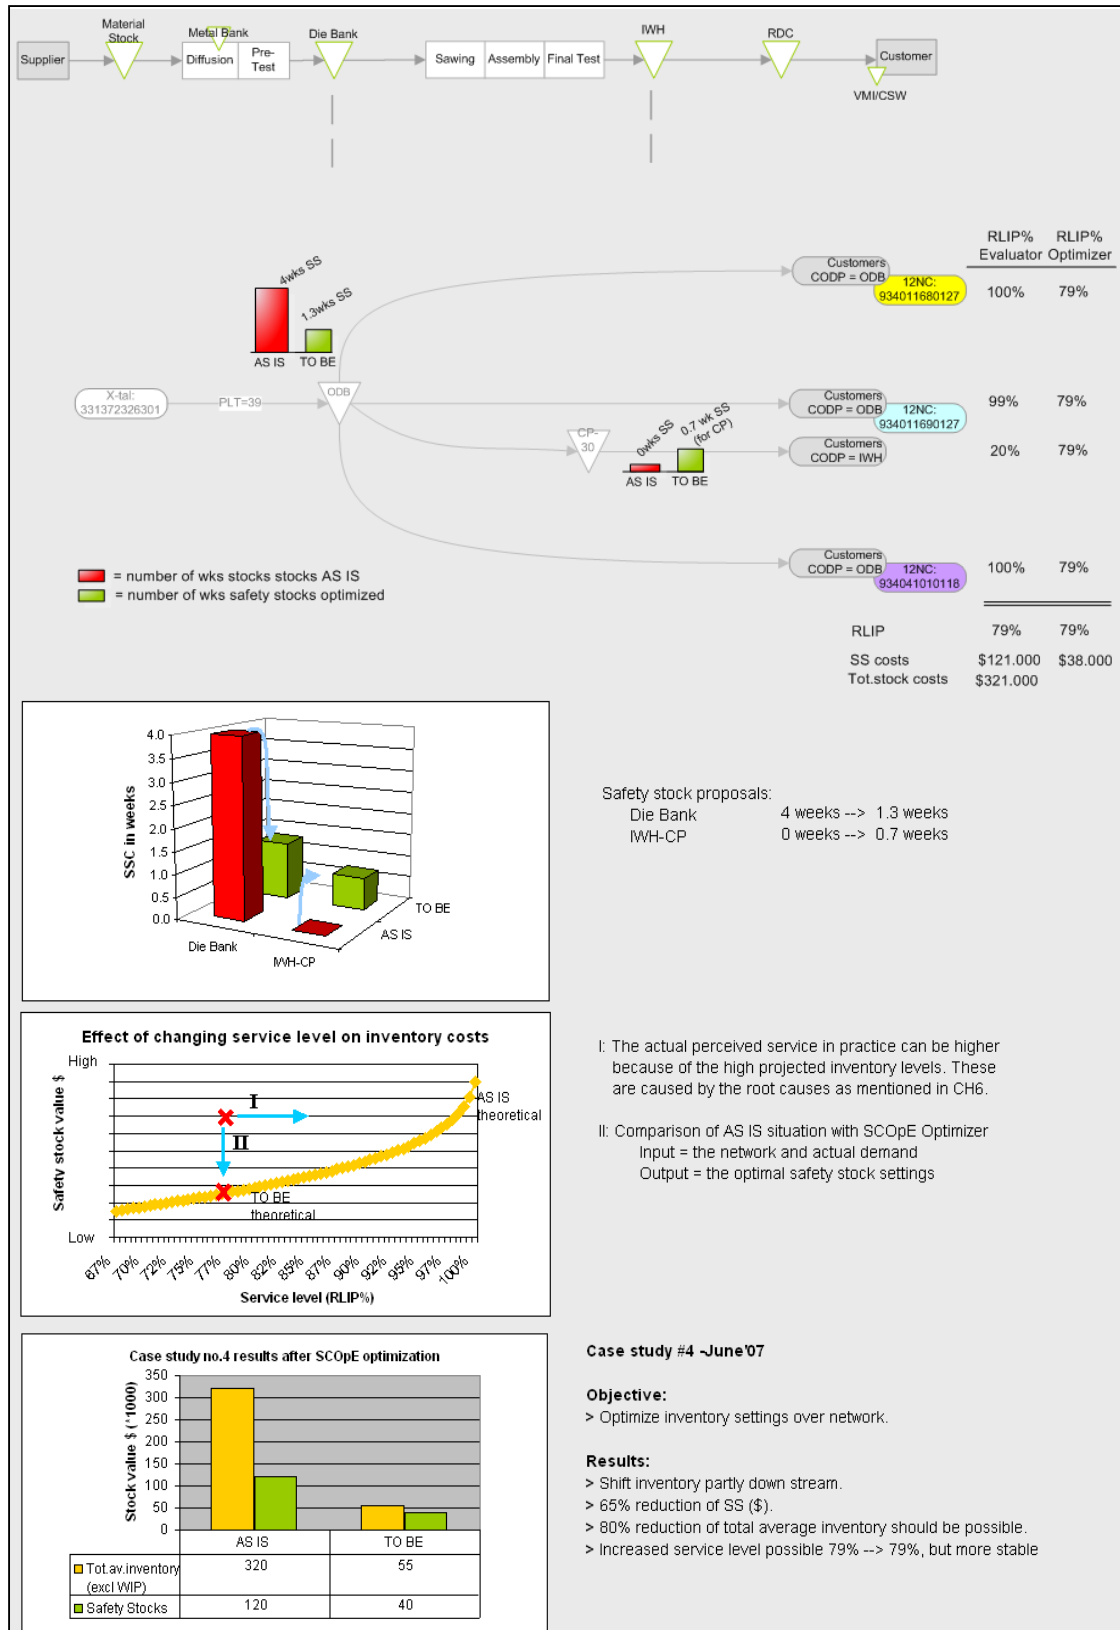 Material
Stock
Metal Bank
Die Bank
IWH
RDC
Supplier
Diffusion
Pre-
Test
Sawing
Assembly
Final Test
Customer
VMI/CSW
RLIP%
Evaluator
RLIP%
Optimizer
4wks SS
1.3wks SS
AS IS
TO BE
Customers
CODP = ODB
12NC:
934011680127
100%
79%
X-tal:
331372326301
PLT=39
ODB
Customers
CODP = ODB
12NC:
934011690127
99%
79%
CP-
30
0wks SS
0.7 wk SS
(for CP)
AS IS
TO BE
Customers
CODP = IWH
20%
79%
Customers
CODP = ODB
12NC:
934041010118
100%
79%
= number of wks stocks stocks AS IS
= number of wks safety stocks optimized
RLIP 79% 79%
SS costs $121.000 $38.000
Tot.stock costs $321.000
SSC in weeks
4.0
3.5
3.0
2.5
2.0
1.5
1.0
0.5
0.0
Die Bank
IWH-CP
AS IS
TO BE
Safety stock proposals:
Die Bank 4 weeks --> 1.3 weeks
IWH-CP 0 weeks --> 0.7 weeks
Effect of changing service level on inventory costs
Safety stock value $
High
Low
I
II
AS IS
theoretical
TO BE
theoretical
67% 70% 72% 75% 77% 80% 82% 85% 87% 90% 92% 95% 97% 100%
Service level (RLIP%)
I: The actual perceived service in practice can be higher
because of the high projected inventory levels. These
are caused by the root causes as mentioned in CH6.
II: Comparison of AS IS situation with SCOpE Optimizer
Input = the network and actual demand
Output = the optimal safety stock settings
Case study no.4 results after SCOpE optimization
Stock value $ (*1000)
350
300
250
200
150
100
50
0
AS IS TO BE
Tot.av.inventory 320 55
(excl WIP)
Safety Stocks 120 40
Case study #4 -June'07
Objective:
> Optimize inventory settings over network.
Results:
> Shift inventory partly down stream.
> 65% reduction of SS ($).
> 80% reduction of total average inventory should be possible.
> Increased service level possible 79% --> 79%, but more stable